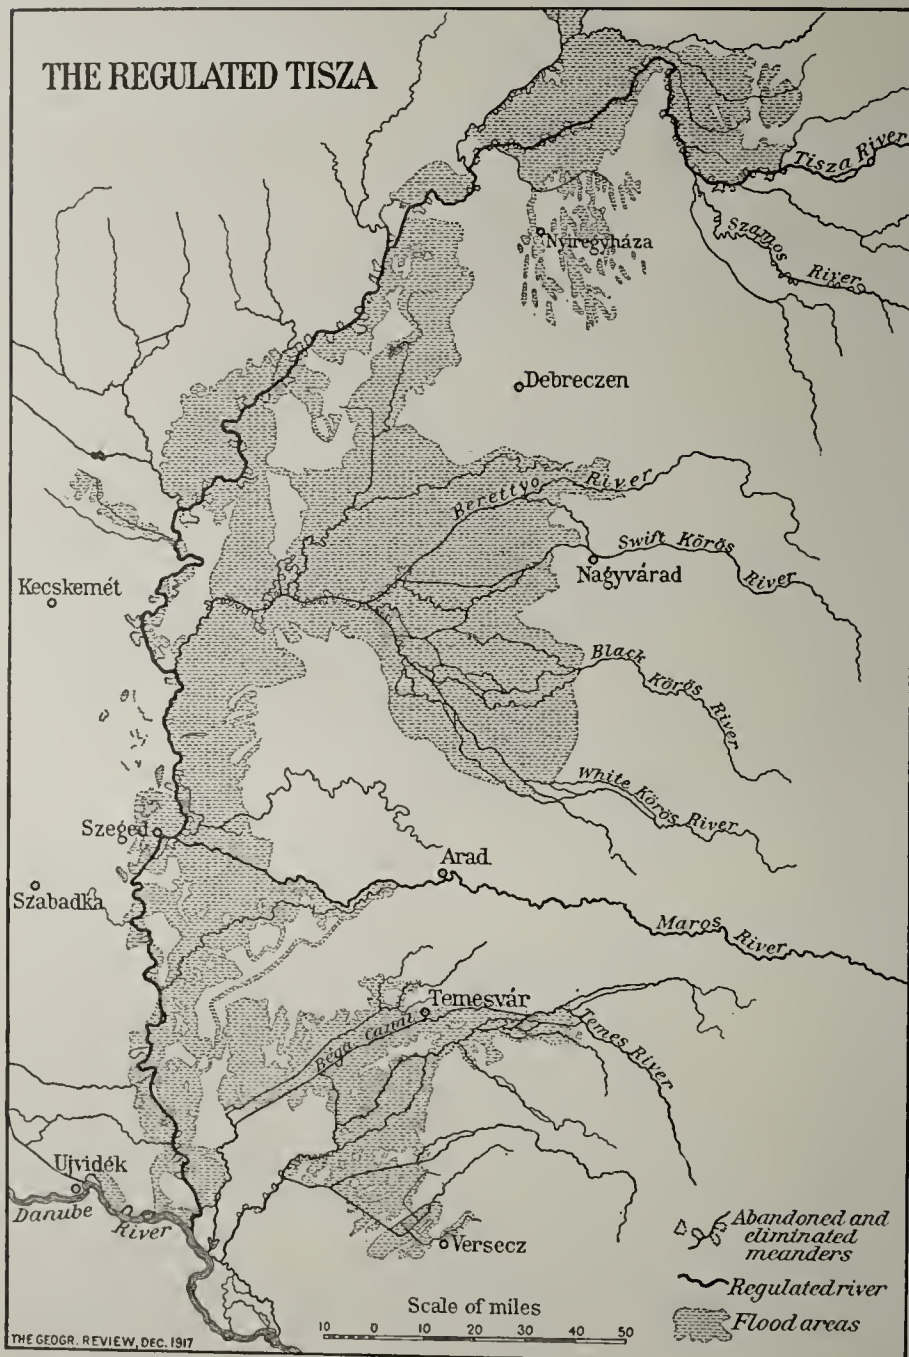 THE REGULATED TISZA
Tisza River
Szamos River
Nyiregyháza
Debreczen
Berettyo River
Swift Körös River
Nagyvárad
Kecskemét
Black Körös River
White Körös River
Szeged
Arad
Szabadka
Maros River
Temesvár
Béga Canal
Temes River
Ujvidék
Danube River
Versecz
Abandoned and
eliminated
meanders
Regulated river
Flood areas
Scale of miles
10 0 10 20 30 40 50
THE GEOGR. REVIEW, DEC. 1917